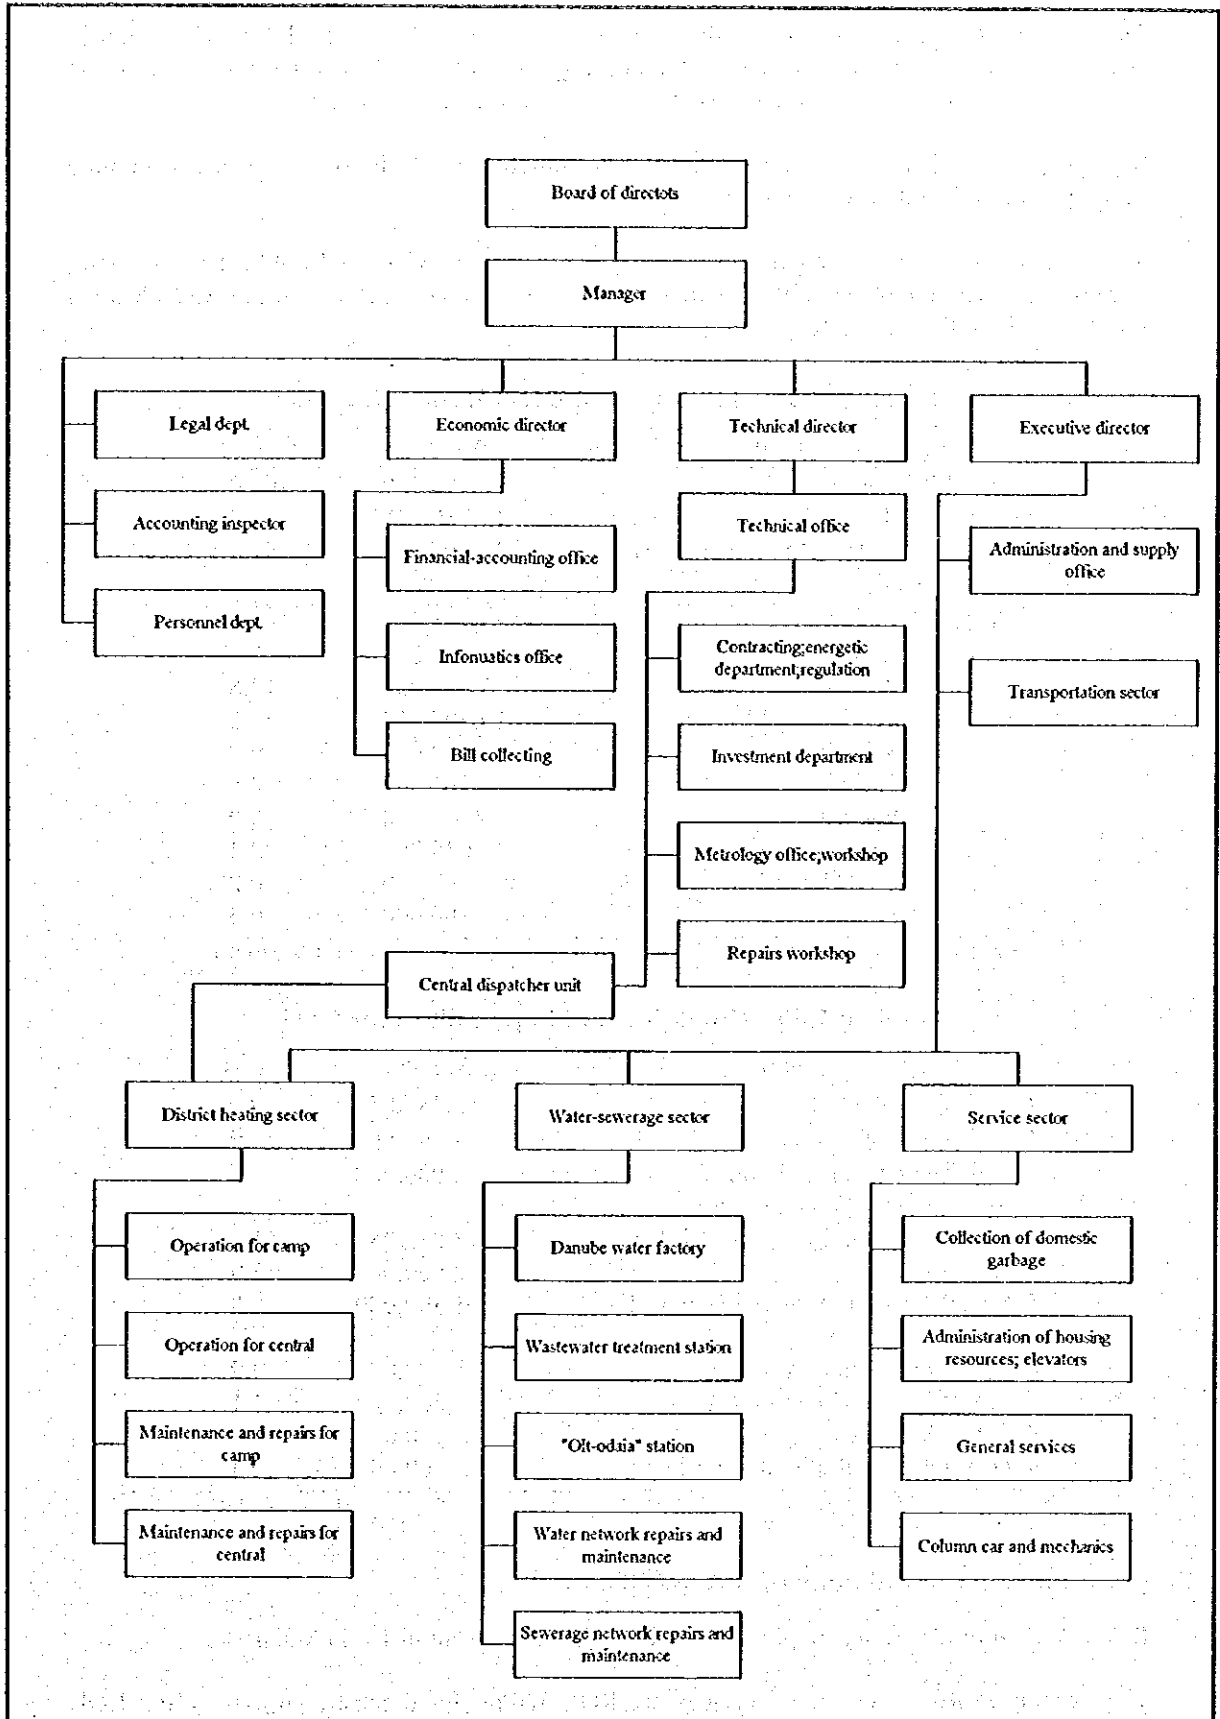 Board of directots
Manager
Legal dept.
Economic director
Technical director
Executive director
Accounting inspector
Technical office
Financial-accounting office
Administration and supply
office
Personnel dept.
Infonuatics office
Contracting;energetic
department;regulation
Transportation sector
Bill collecting
Investment department
Metrology office;workshop
Repairs workshop
Central dispatcher unit
District heating sector
Water-sewerage sector
Service sector
Operation for camp
Danube water factory
Collection of domestic
garbage
Operation for central
Wastewater treatment station
Administration of housing
resources; elevators
Maintenance and repairs for
camp
"Olt-odaia" station
General services
Maintenance and repairs for
central
Water network repairs and
maintenance
Column car and mechanics
Sewerage network repairs and
maintenance